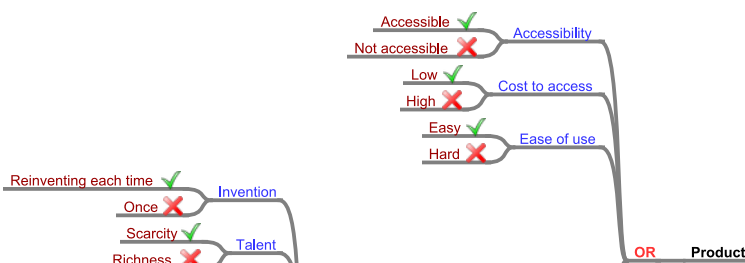 Accessible
Not accessible
Accessibility
Low
High
Cost to access
Easy
Hard
Ease of use
Reinventing each time
Once
Invention
Scarcity
Richness
Talent
OR
Product